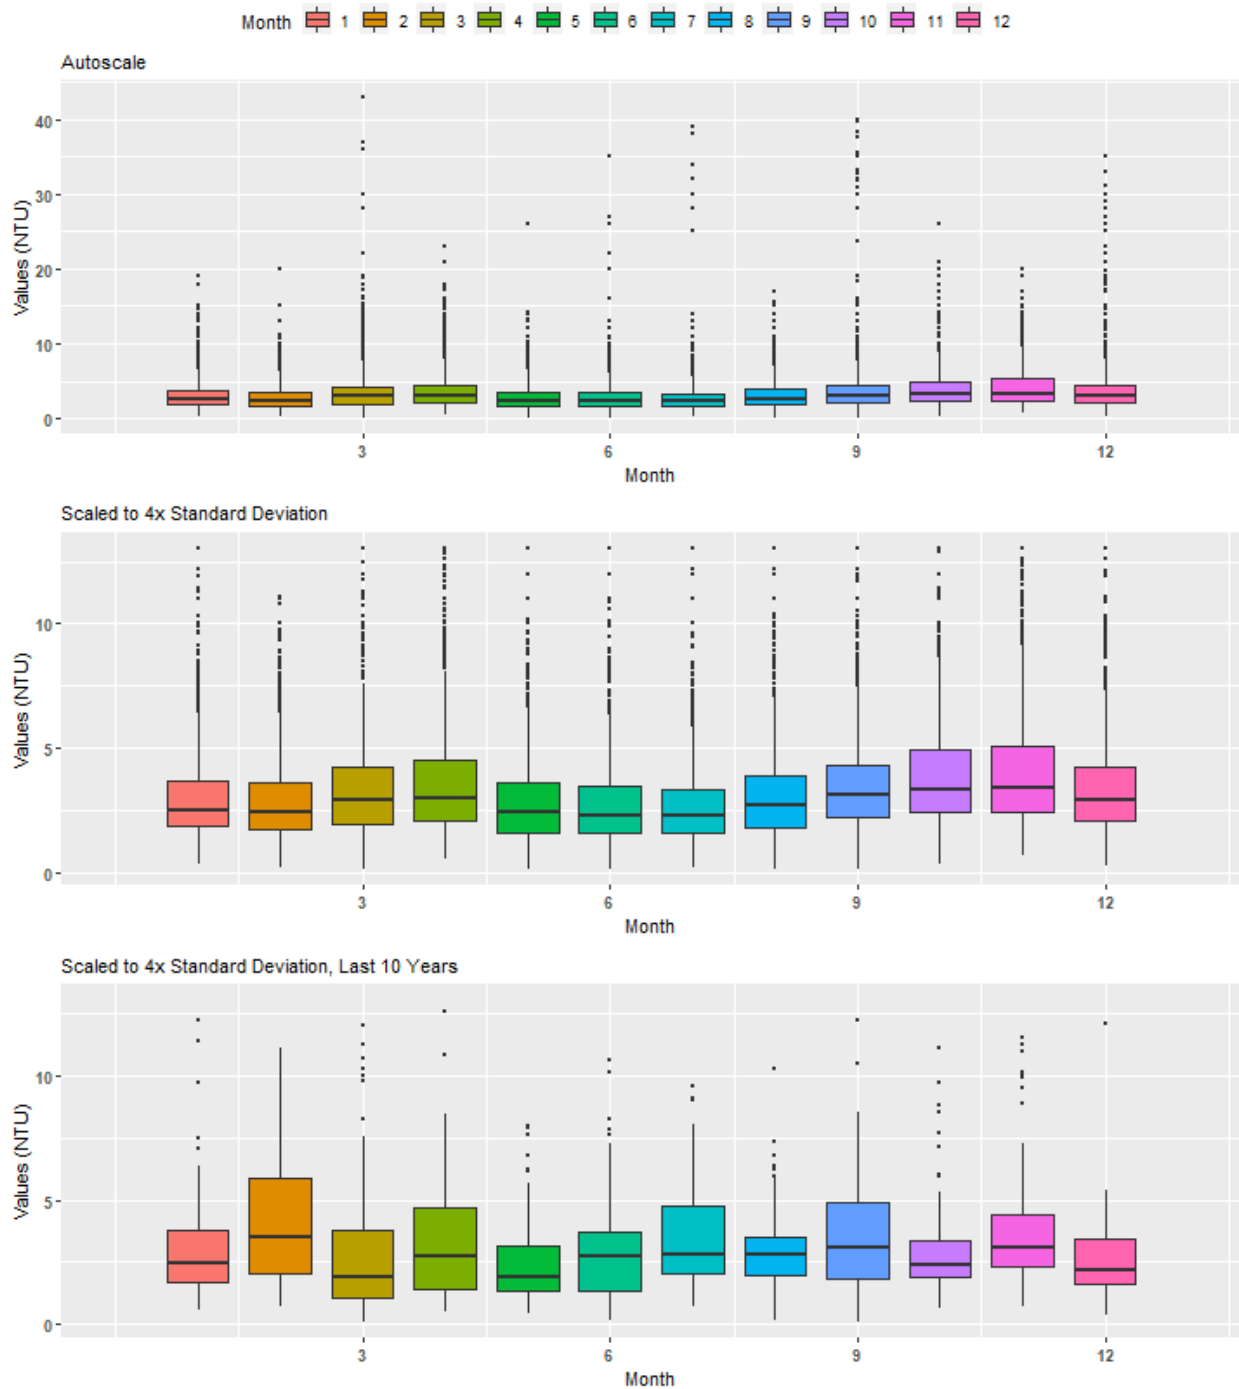 Month 1 2 3 4 5 6 7 8 9 10 11 12
Autoscale
Values (NTU)
40
30
20
10
0
3 6 9 12
Month
Scaled to 4x Standard Deviation
Values (NTU)
10
5
0
3 6 9 12
Month
Scaled to 4x Standard Deviation, Last 10 Years
Values (NTU)
10
5
0
3 6 9 12
Month